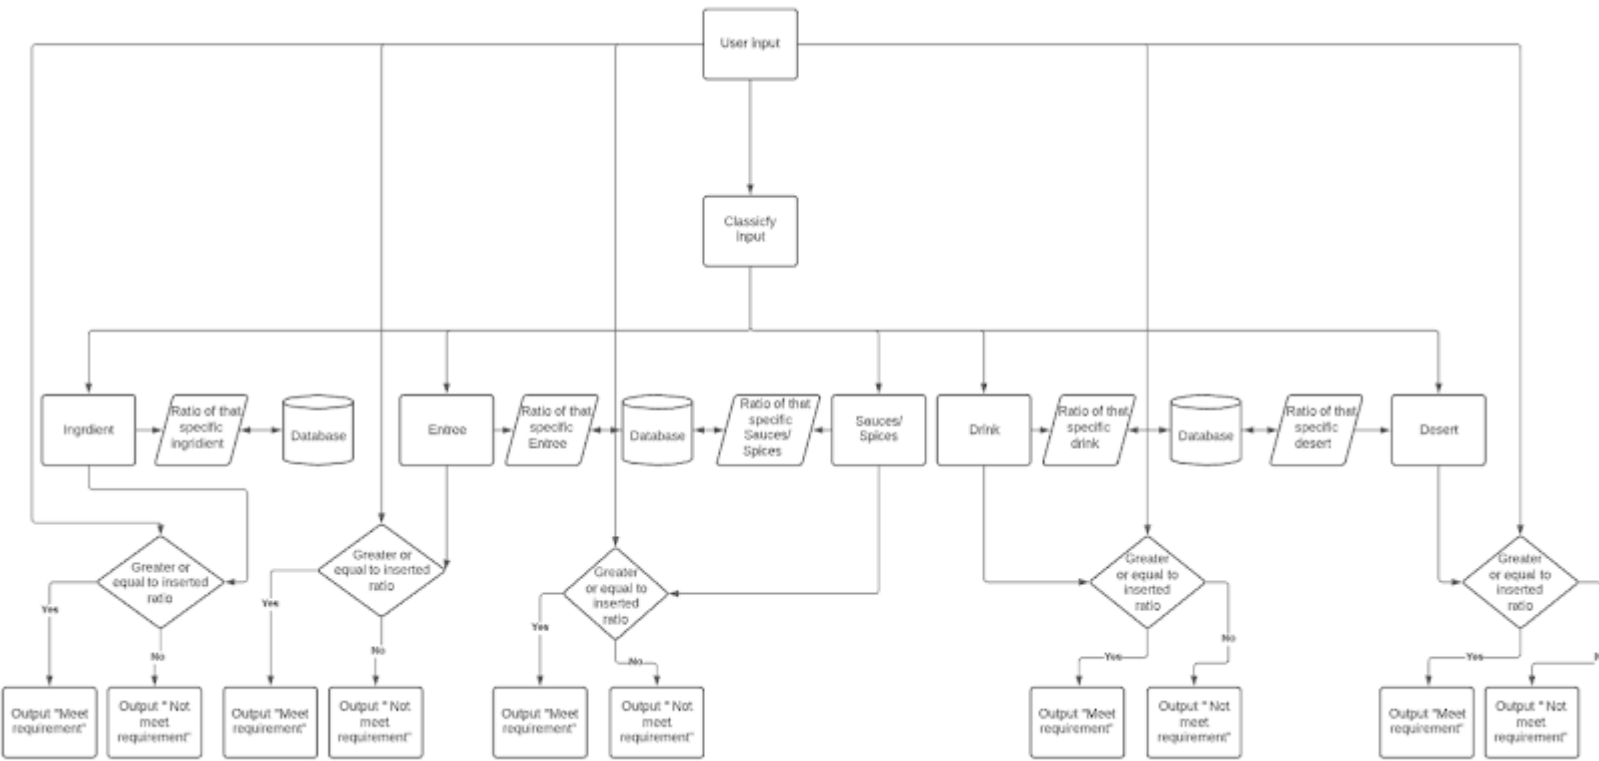 User input
Classicfy
input
Ingrdient
Ratio of that
specific
ingridient
Database
Entree
Ratio of that
specific
Entree
Database
Ratio of that
specific
Sauces/
Spices
Sauces/
Spices
Drink
Ratio of that
specific
drink
Database
Ratio of that
specific
desert
Desert
Greater or
equal to inserted
ratio
Greater or
equal to inserted
ratio
Greater
or equal to
inserted
ratio
Greater
or equal to
inserted
ratio
Greater
or equal to
inserted
ratio
Yes
No
Yes
No
Yes
No
Yes
No
Yes
Output "Meet
requirement"
Output " Not
meet
requirement"
Output "Meet
requirement"
Output " Not
meet
requirement"
Output "Meet
requirement"
Output " Not
meet
requirement"
Output "Meet
requirement"
Output " Not
meet
requirement"
Output "Meet
requirement"
Output " Not
meet
requirement"